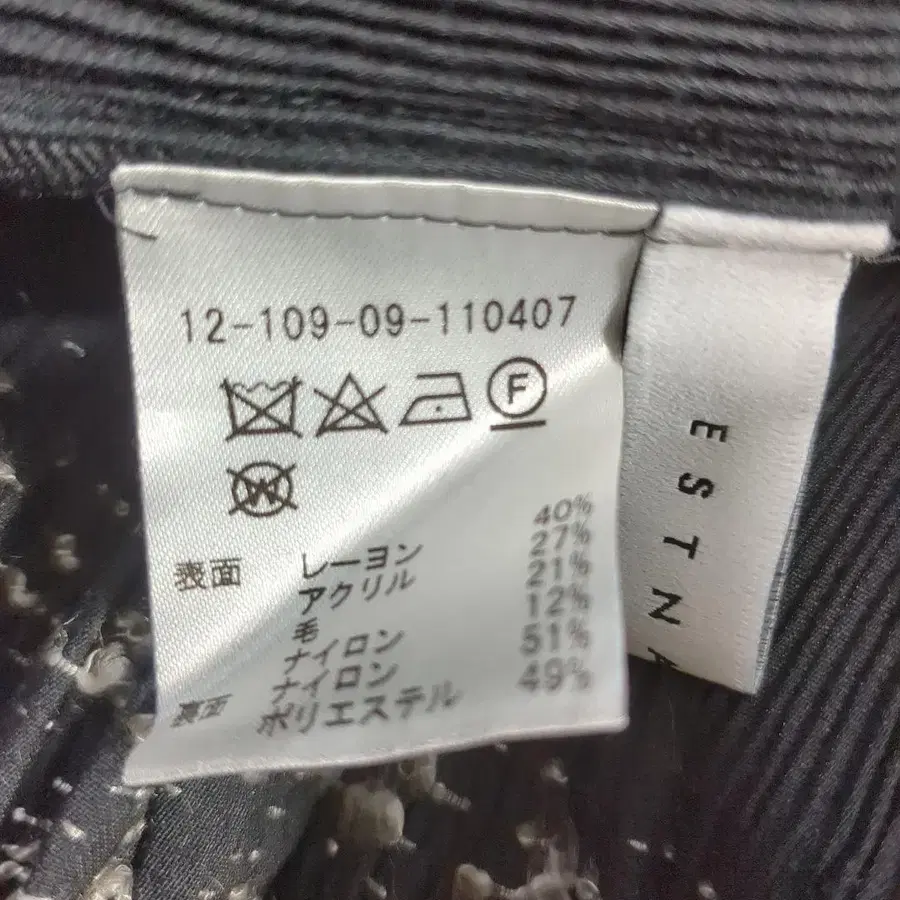 12-109-09-110407
F
W
表面 レーヨン 40%
アクリル 27%
毛 21%
ナイロン 12%
裏面 ナイロン 51%
ポリエステル 49%
ESTNA